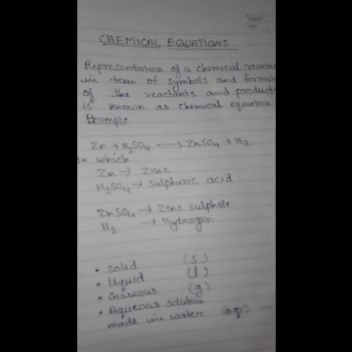 CHEMICAL EQUATIONS
Representation of a chemical reaction
in term of symbols and formula
of the reactants and products
is known as chemical equation
Example
Zn + H₂SO₄ → ZnSO₄ + H₂
In which
Zn → Zinc
H₂SO₄ → sulphuric acid
ZnSO₄ → Zinc sulphate
H₂ → Hydrogen
• Solid (s)
• Liquid (l)
• Gaseous (g)
• Aqueous solution
made in water (aq)